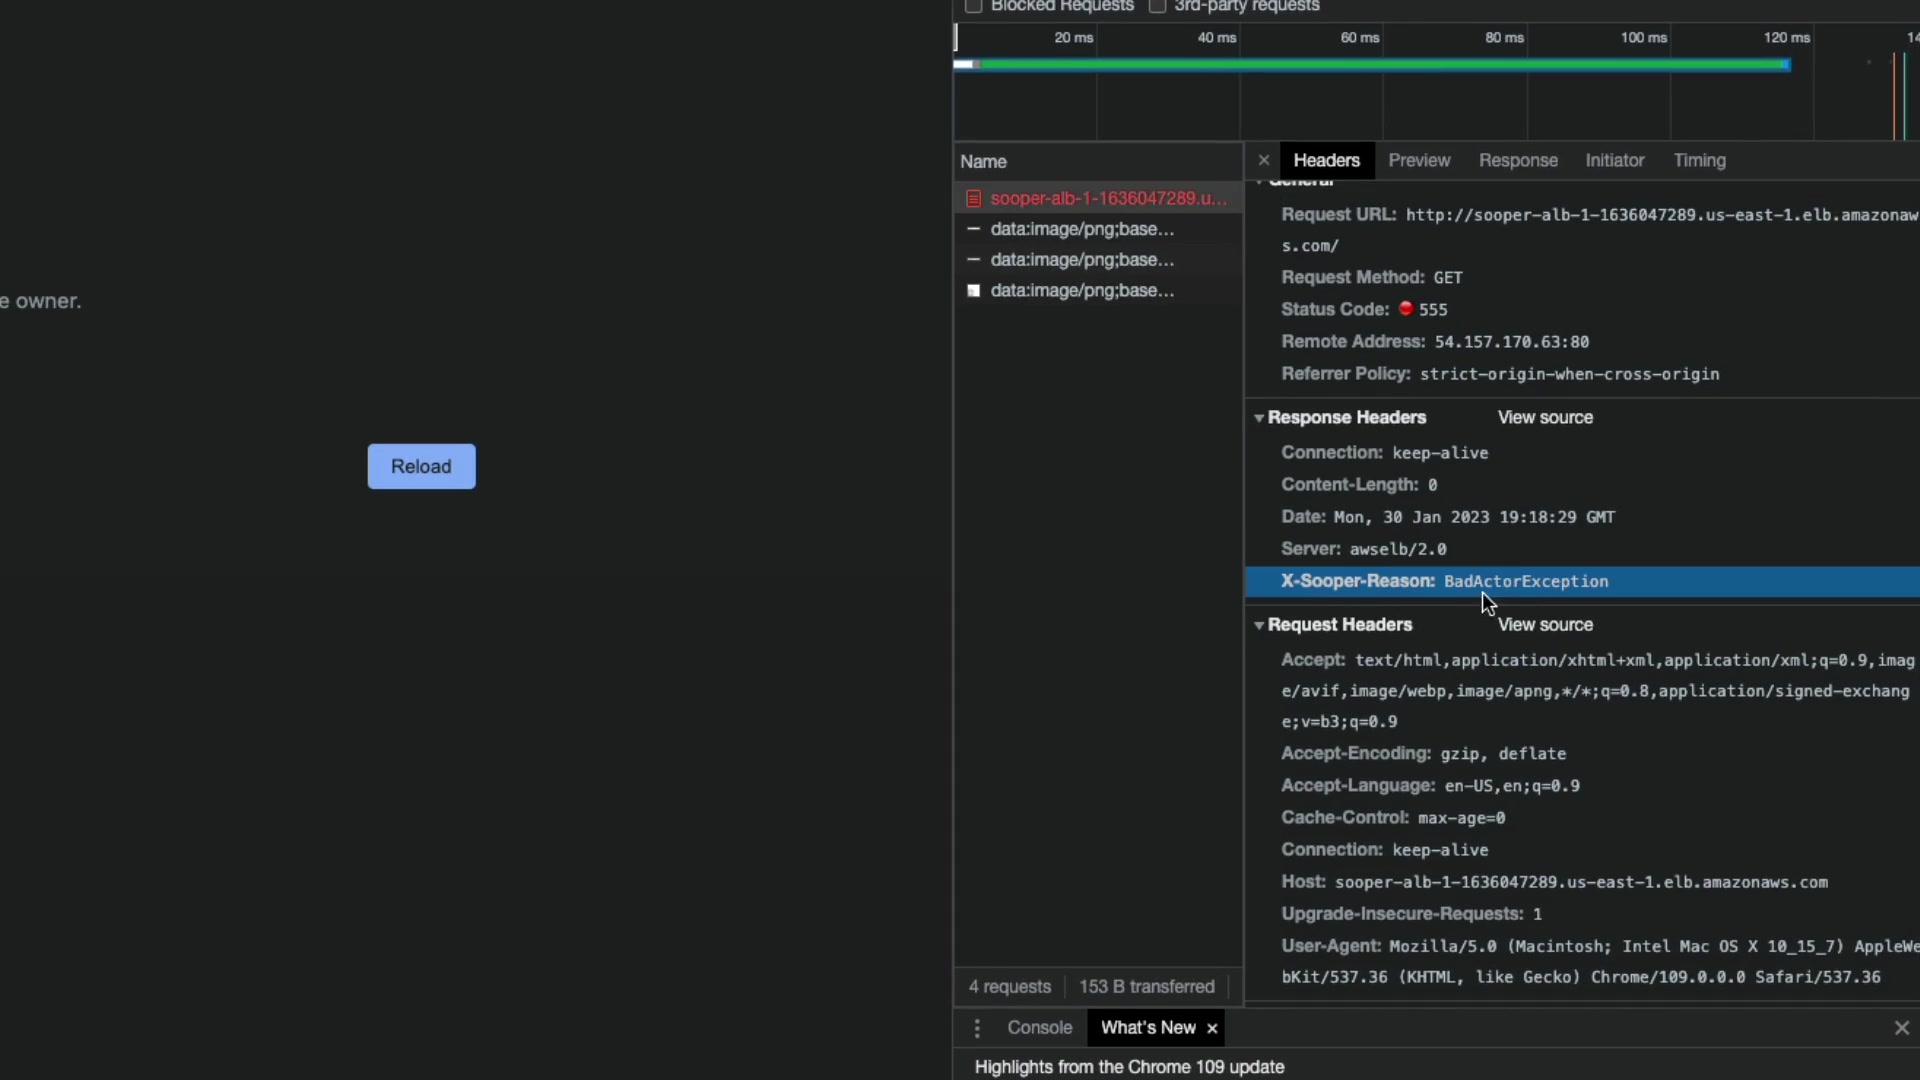 Blocked Requests 3rd-party requests
20 ms 40 ms 60 ms 80 ms 100 ms 120 ms 14
Name
sooper-alb-1-1636047289.u...
data:image/png;base...
data:image/png;base...
data:image/png;base...
4 requests 153 B transferred
e owner.
Reload
Headers Preview Response Initiator Timing
General
Request URL: http://sooper-alb-1-1636047289.us-east-1.elb.amazonaw
s.com/
Request Method: GET
Status Code: 555
Remote Address: 54.157.170.63:80
Referrer Policy: strict-origin-when-cross-origin
Response Headers View source
Connection: keep-alive
Content-Length: 0
Date: Mon, 30 Jan 2023 19:18:29 GMT
Server: awselb/2.0
X-Sooper-Reason: BadActorException
Request Headers View source
Accept: text/html,application/xhtml+xml,application/xml;q=0.9,imag
e/avif,image/webp,image/apng,*/*;q=0.8,application/signed-exchang
e;v=b3;q=0.9
Accept-Encoding: gzip, deflate
Accept-Language: en-US,en;q=0.9
Cache-Control: max-age=0
Connection: keep-alive
Host: sooper-alb-1-1636047289.us-east-1.elb.amazonaws.com
Upgrade-Insecure-Requests: 1
User-Agent: Mozilla/5.0 (Macintosh; Intel Mac OS X 10_15_7) AppleWe
bKit/537.36 (KHTML, like Gecko) Chrome/109.0.0.0 Safari/537.36
Console What's New
Highlights from the Chrome 109 update